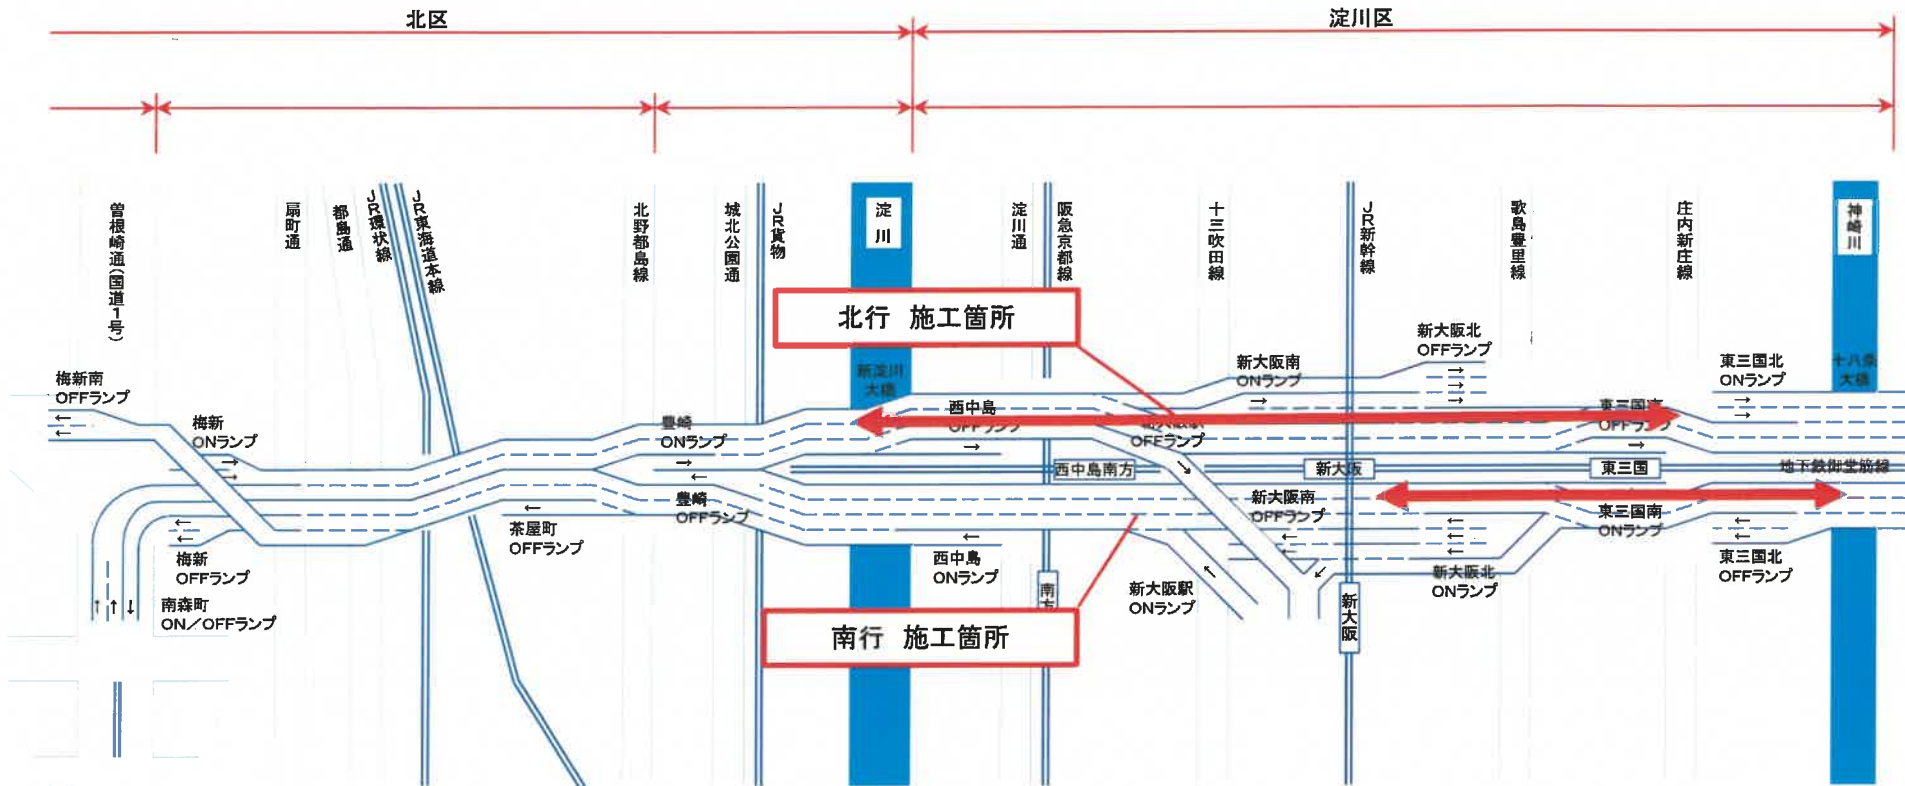 北区
淀川区
曽根崎通(国道1号)
扇町通
都島通
JR環状線
JR東海道本線
北野都島線
城北公園通
JR貨物
淀川
淀川通
阪急京都線
十三吹田線
JR新幹線
歌島豊里線
庄内新庄線
神崎川
北行 施工箇所
新淀川
大橋
十八条
大橋
梅新南
OFFランプ
梅新
ONランプ
豊崎
ONランプ
西中島
OFFランプ
OFFランプ
新大阪南
ONランプ
新大阪北
OFFランプ
東三国南
OFFランプ
東三国北
ONランプ
西中島南方
新大阪
東三国
地下鉄御堂筋線
豊崎
OFFランプ
茶屋町
OFFランプ
梅新
OFFランプ
南森町
ON/OFFランプ
西中島
ONランプ
南方
新大阪駅
ONランプ
新大阪南
OFFランプ
新大阪
新大阪北
ONランプ
東三国南
ONランプ
東三国北
OFFランプ
南行 施工箇所